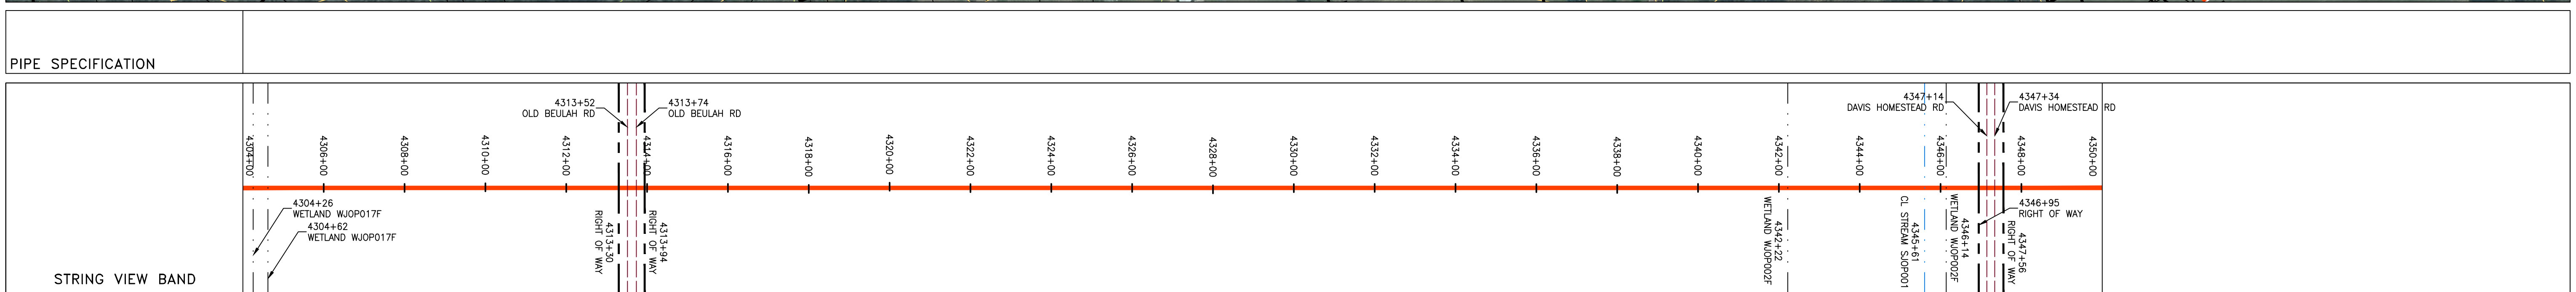 PIPE SPECIFICATION
4313+52
OLD BEULAH RD
4313+74
OLD BEULAH RD
4347+14
DAVIS HOMESTEAD RD
4347+34
DAVIS HOMESTEAD RD
4304+00
4306+00
4308+00
4310+00
4312+00
4314+00
4316+00
4318+00
4320+00
4322+00
4324+00
4326+00
4328+00
4330+00
4332+00
4334+00
4336+00
4338+00
4340+00
4342+00
4344+00
4346+00
4348+00
4350+00
4304+26
WETLAND WJOP017F
4304+62
WETLAND WJOP017F
4313+30
RIGHT OF WAY
4313+94
RIGHT OF WAY
4342+22
WETLAND WJOP002F
4345+61
CL STREAM SJOP001
4346+14
WETLAND WJOP002F
4346+95
RIGHT OF WAY
4347+56
RIGHT OF WAY
STRING VIEW BAND